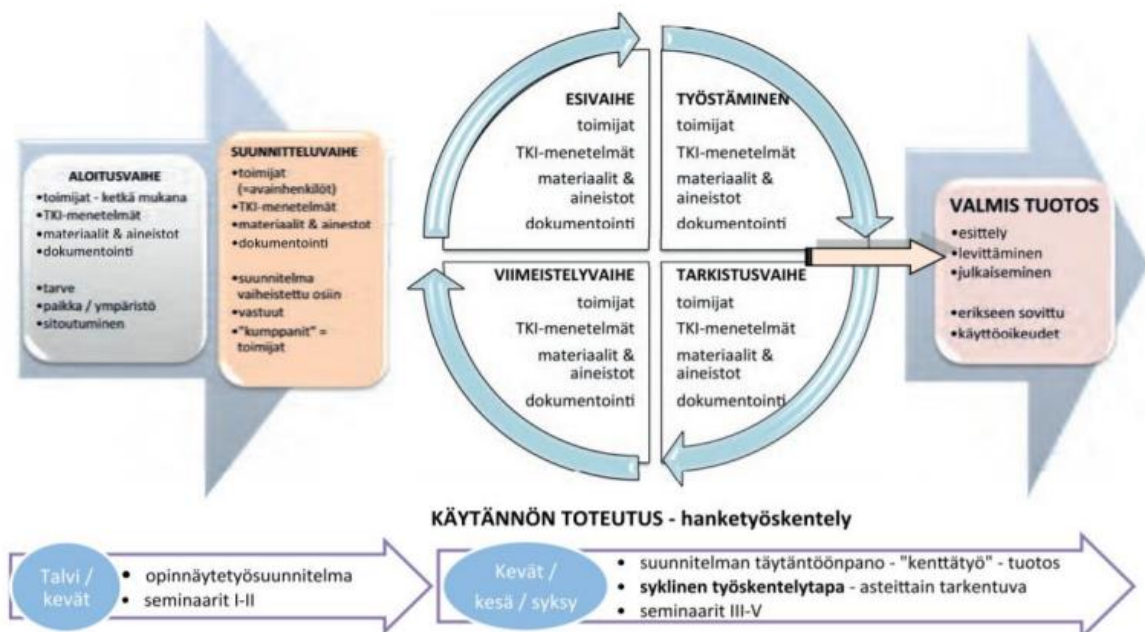 ALOITUSVAIHE
•toimijat - ketkä mukana
•TKI-menetelmät
•materiaalit & aineistot
•dokumentointi
•tarve
•paikka / ympäristö
•sitoutuminen
SUUNNITTELUVAIHE
•toimijat
(=avainhenkilöt)
•TKI-menetelmät
•materiaalit & ainestot
•dokumentointi
•suunnitelma
vaiheistettu osiin
•vastuut
•"kumppanit" =
toimijat
ESIVAIHE
toimijat
TKI-menetelmät
materiaalit &
aineistot
dokumentointi
TYÖSTÄMINEN
toimijat
TKI-menetelmät
materiaalit &
aineistot
dokumentointi
VIIMEISTELYVAIHE
toimijat
TKI-menetelmät
materiaalit &
aineistot
dokumentointi
TARKISTUSVAIHE
toimijat
TKI-menetelmät
materiaalit &
aineistot
dokumentointi
VALMIS TUOTOS
•esittely
•levittäminen
•julkaiseminen
•erikseen sovittu
•käyttöoikeudet
KÄYTÄNNÖN TOTEUTUS - hanketyöskentely
Talvi /
kevät
• opinnäytetyösuunnitelma
• seminaarit I-II
Kevät /
kesä / syksy
• suunnitelman täytäntöönpano - "kenttätyö" - tuotos
• syklinen työskentelytapa - asteittain tarkentuva
• seminaarit III-V